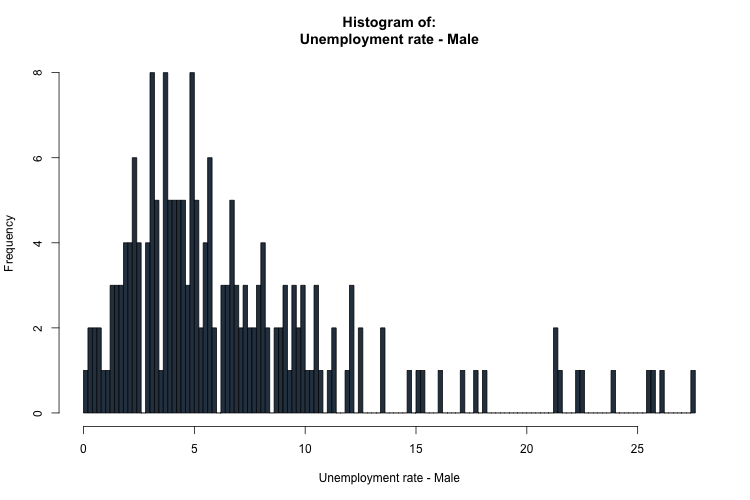 Histogram of:
Unemployment rate - Male
Frequency
8
6
4
2
0
0 5 10 15 20 25
Unemployment rate - Male